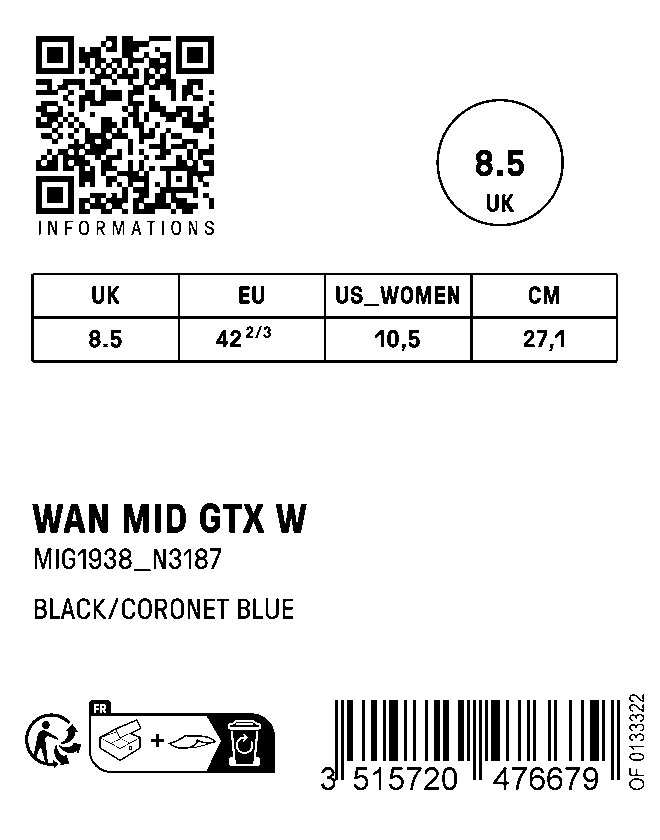 INFORMATIONS
8.5
UK
UK EU US_WOMEN CM
8.5 42 2/3 10,5 27,1
WAN MID GTX W
MIG1938_N3187
BLACK/CORONET BLUE
FR
+
3 515720 476679
OF 0133322